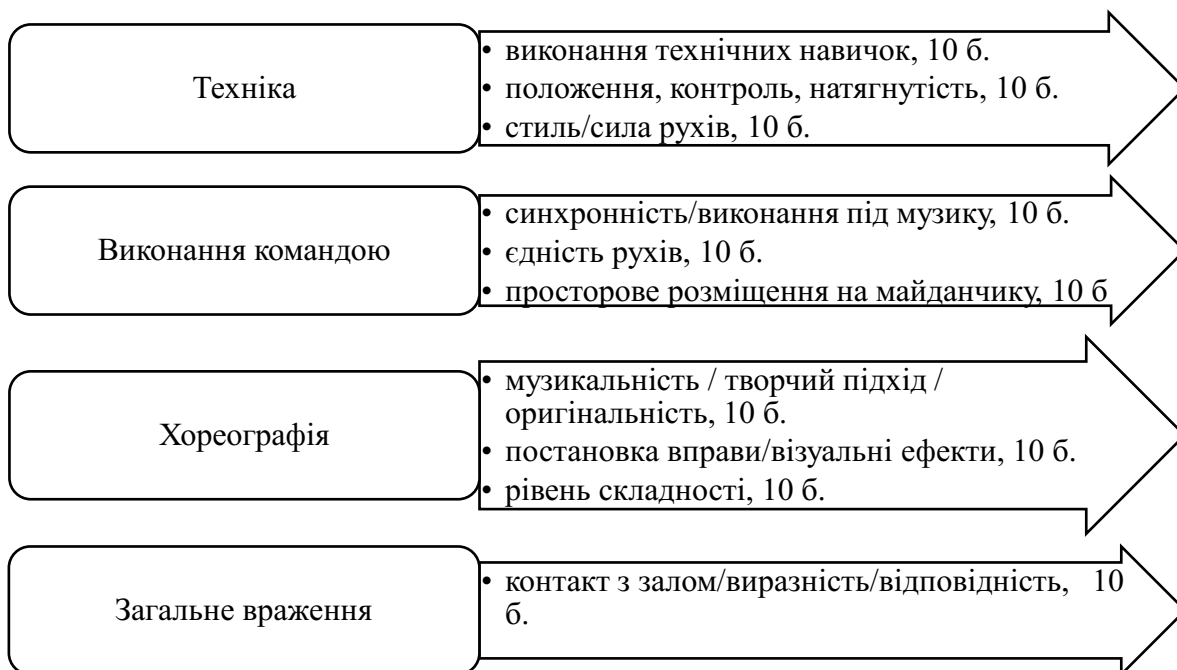 Техніка
• виконання технічних навичок, 10 б.
• положення, контроль, натягнутість, 10 б.
• стиль/сила рухів, 10 б.
Виконання командою
• синхронність/виконання під музику, 10 б.
• єдність рухів, 10 б.
• просторове розміщення на майданчику, 10 б
Хореографія
• музикальність / творчий підхід /
оригінальність, 10 б.
• постановка вправи/візуальні ефекти, 10 б.
• рівень складності, 10 б.
Загальне враження
• контакт з залом/виразність/відповідність, 10
б.